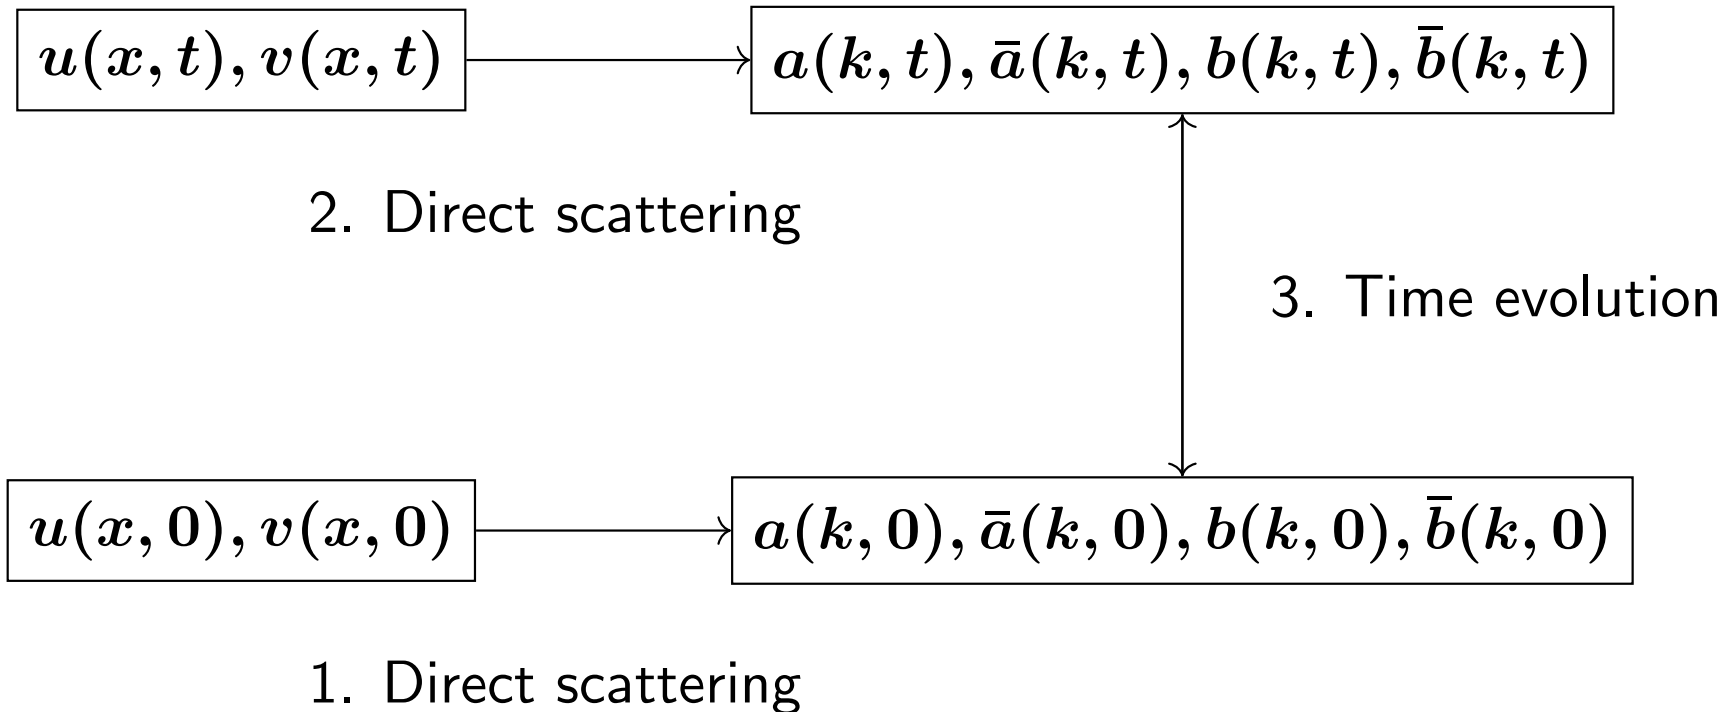 u(x, t), v(x, t)
a(k, t), ā(k, t), b(k, t), b̄(k, t)
2. Direct scattering
3. Time evolution
u(x, 0), v(x, 0)
a(k, 0), ā(k, 0), b(k, 0), b̄(k, 0)
1. Direct scattering